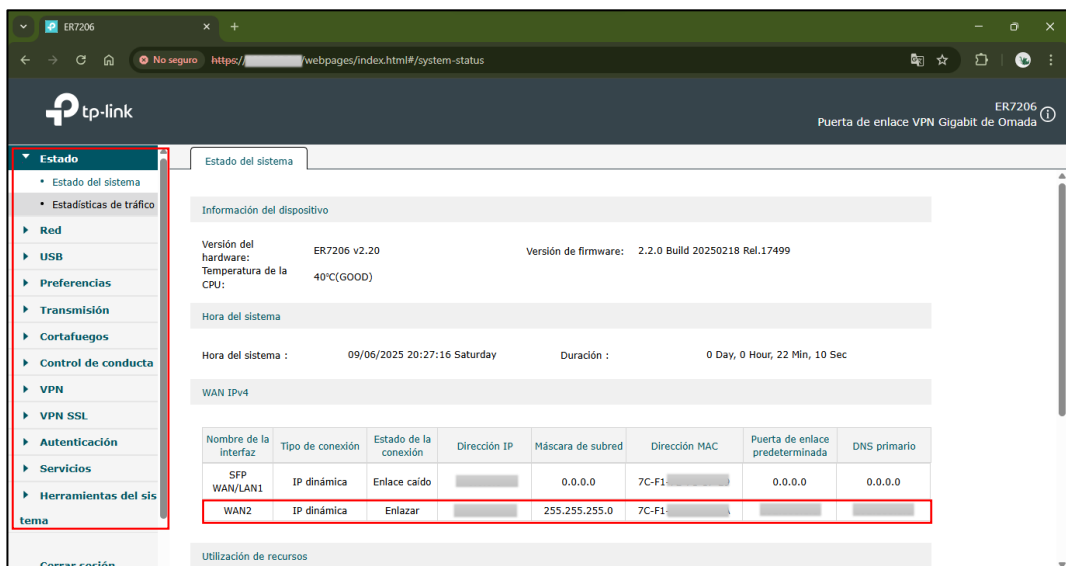 ER7206
No seguro https:// /webpages/index.html#/system-status
tp-link
ER7206
Puerta de enlace VPN Gigabit de Omada
Estado
Estado del sistema
Estadísticas de tráfico
Red
USB
Preferencias
Transmisión
Cortafuegos
Control de conducta
VPN
VPN SSL
Autenticación
Servicios
Herramientas del sis
tema
Cerrar sesión
Estado del sistema
Información del dispositivo
Versión del
hardware:
ER7206 v2.20
Versión de firmware: 2.2.0 Build 20250218 Rel.17499
Temperatura de la
CPU:
40℃(GOOD)
Hora del sistema
Hora del sistema : 09/06/2025 20:27:16 Saturday Duración : 0 Day, 0 Hour, 22 Min, 10 Sec
WAN IPv4
Nombre de la interfaz Tipo de conexión Estado de la conexión Dirección IP Máscara de subred Dirección MAC Puerta de enlace predeterminada DNS primario
SFP WAN/LAN1 IP dinámica Enlace caído 0.0.0.0 7C-F1- 0.0.0.0 0.0.0.0
WAN2 IP dinámica Enlazar 255.255.255.0 7C-F1-
Utilización de recursos